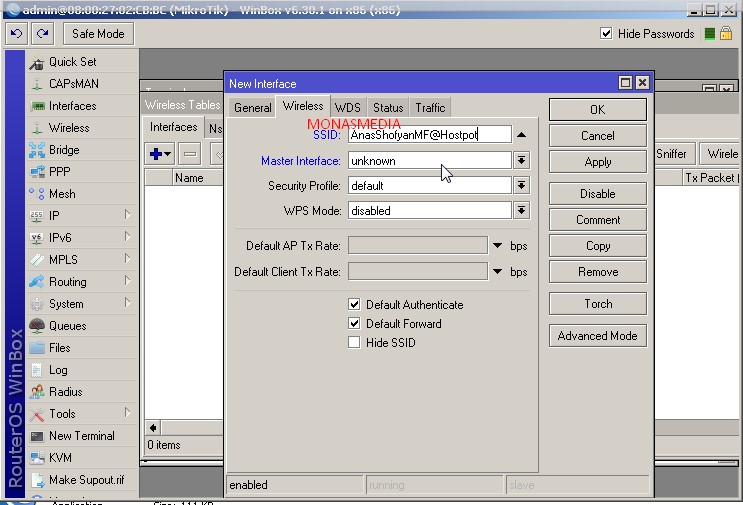 admin@08:00:27:02:CB:BC (MikroTik) - WinBox v6.30.1 on x86 (x86)
Safe Mode
Hide Passwords
RouterOS WinBox
Quick Set
CAPsMAN
Interfaces
Wireless
Bridge
PPP
Mesh
IP
IPv6
MPLS
Routing
System
Queues
Files
Log
Radius
Tools
New Terminal
KVM
Make Supout.rif
Wireless Tables
Interfaces
Sniffer
Name
Tx Packet
0 items
New Interface
General
Wireless
WDS
Status
Traffic
MONASMEDIA
SSID: AnasSholyanMF@Hostpot
Master Interface: unknown
Security Profile: default
WPS Mode: disabled
Default AP Tx Rate: bps
Default Client Tx Rate: bps
Default Authenticate
Default Forward
Hide SSID
OK
Cancel
Apply
Disable
Comment
Copy
Remove
Torch
Advanced Mode
enabled
running
slave